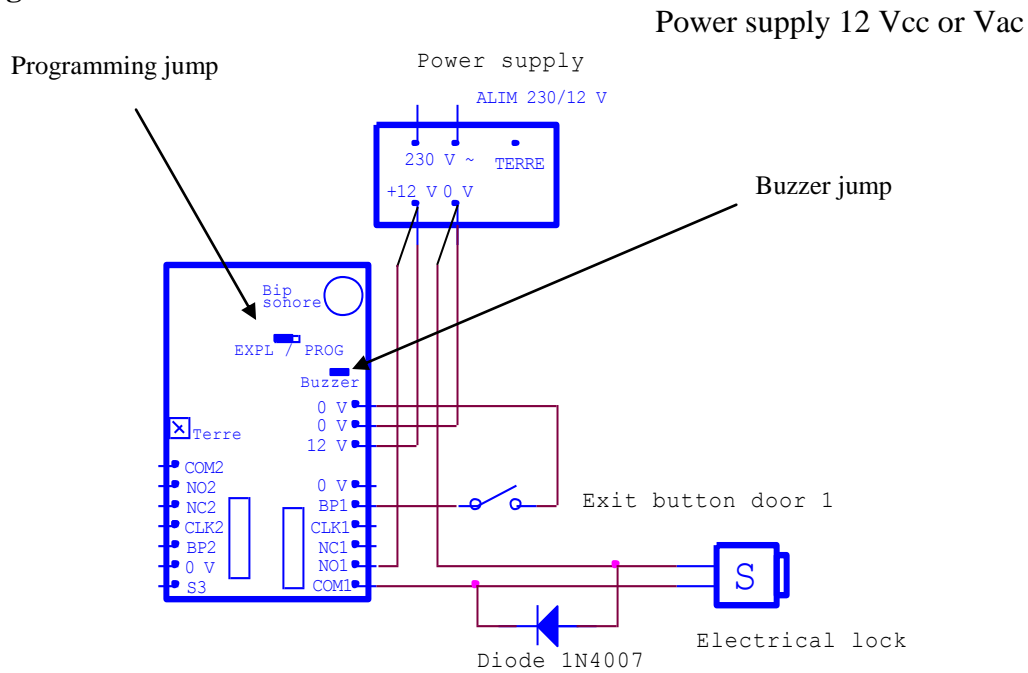 Power supply 12 Vcc or Vac
Programming jump
Power supply
ALIM 230/12 V
230 V ~
TERRE
+12 V 0 V
Buzzer jump
Bip
sonore
EXPL / PROG
Buzzer
0 V
0 V
12 V
Terre
COM2
NO2
NC2
CLK2
BP2
0 V
S3
0 V
BP1
CLK1
NC1
NO1
COM1
Exit button door 1
S
Electrical lock
Diode 1N4007